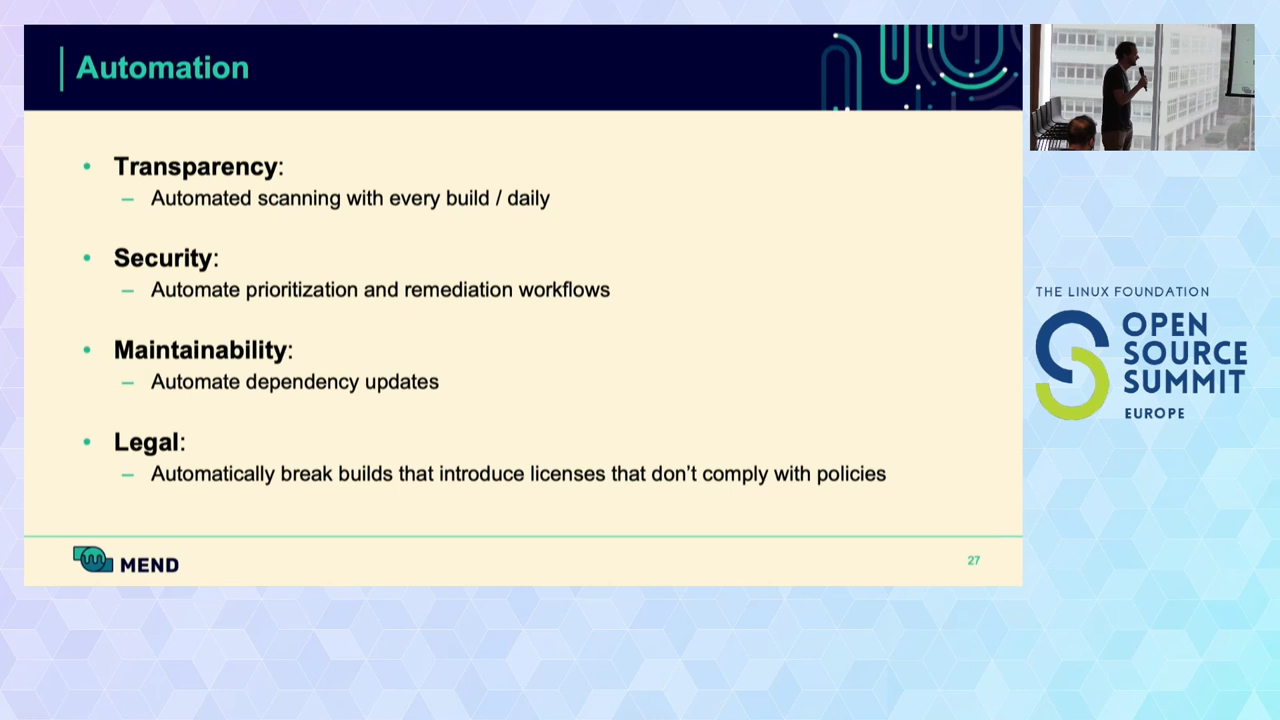 Automation
• Transparency:
– Automated scanning with every build / daily
• Security:
– Automate prioritization and remediation workflows
• Maintainability:
– Automate dependency updates
• Legal:
– Automatically break builds that introduce licenses that don’t comply with policies
MEND
27
THE LINUX FOUNDATION
OPEN
SOURCE
SUMMIT
EUROPE